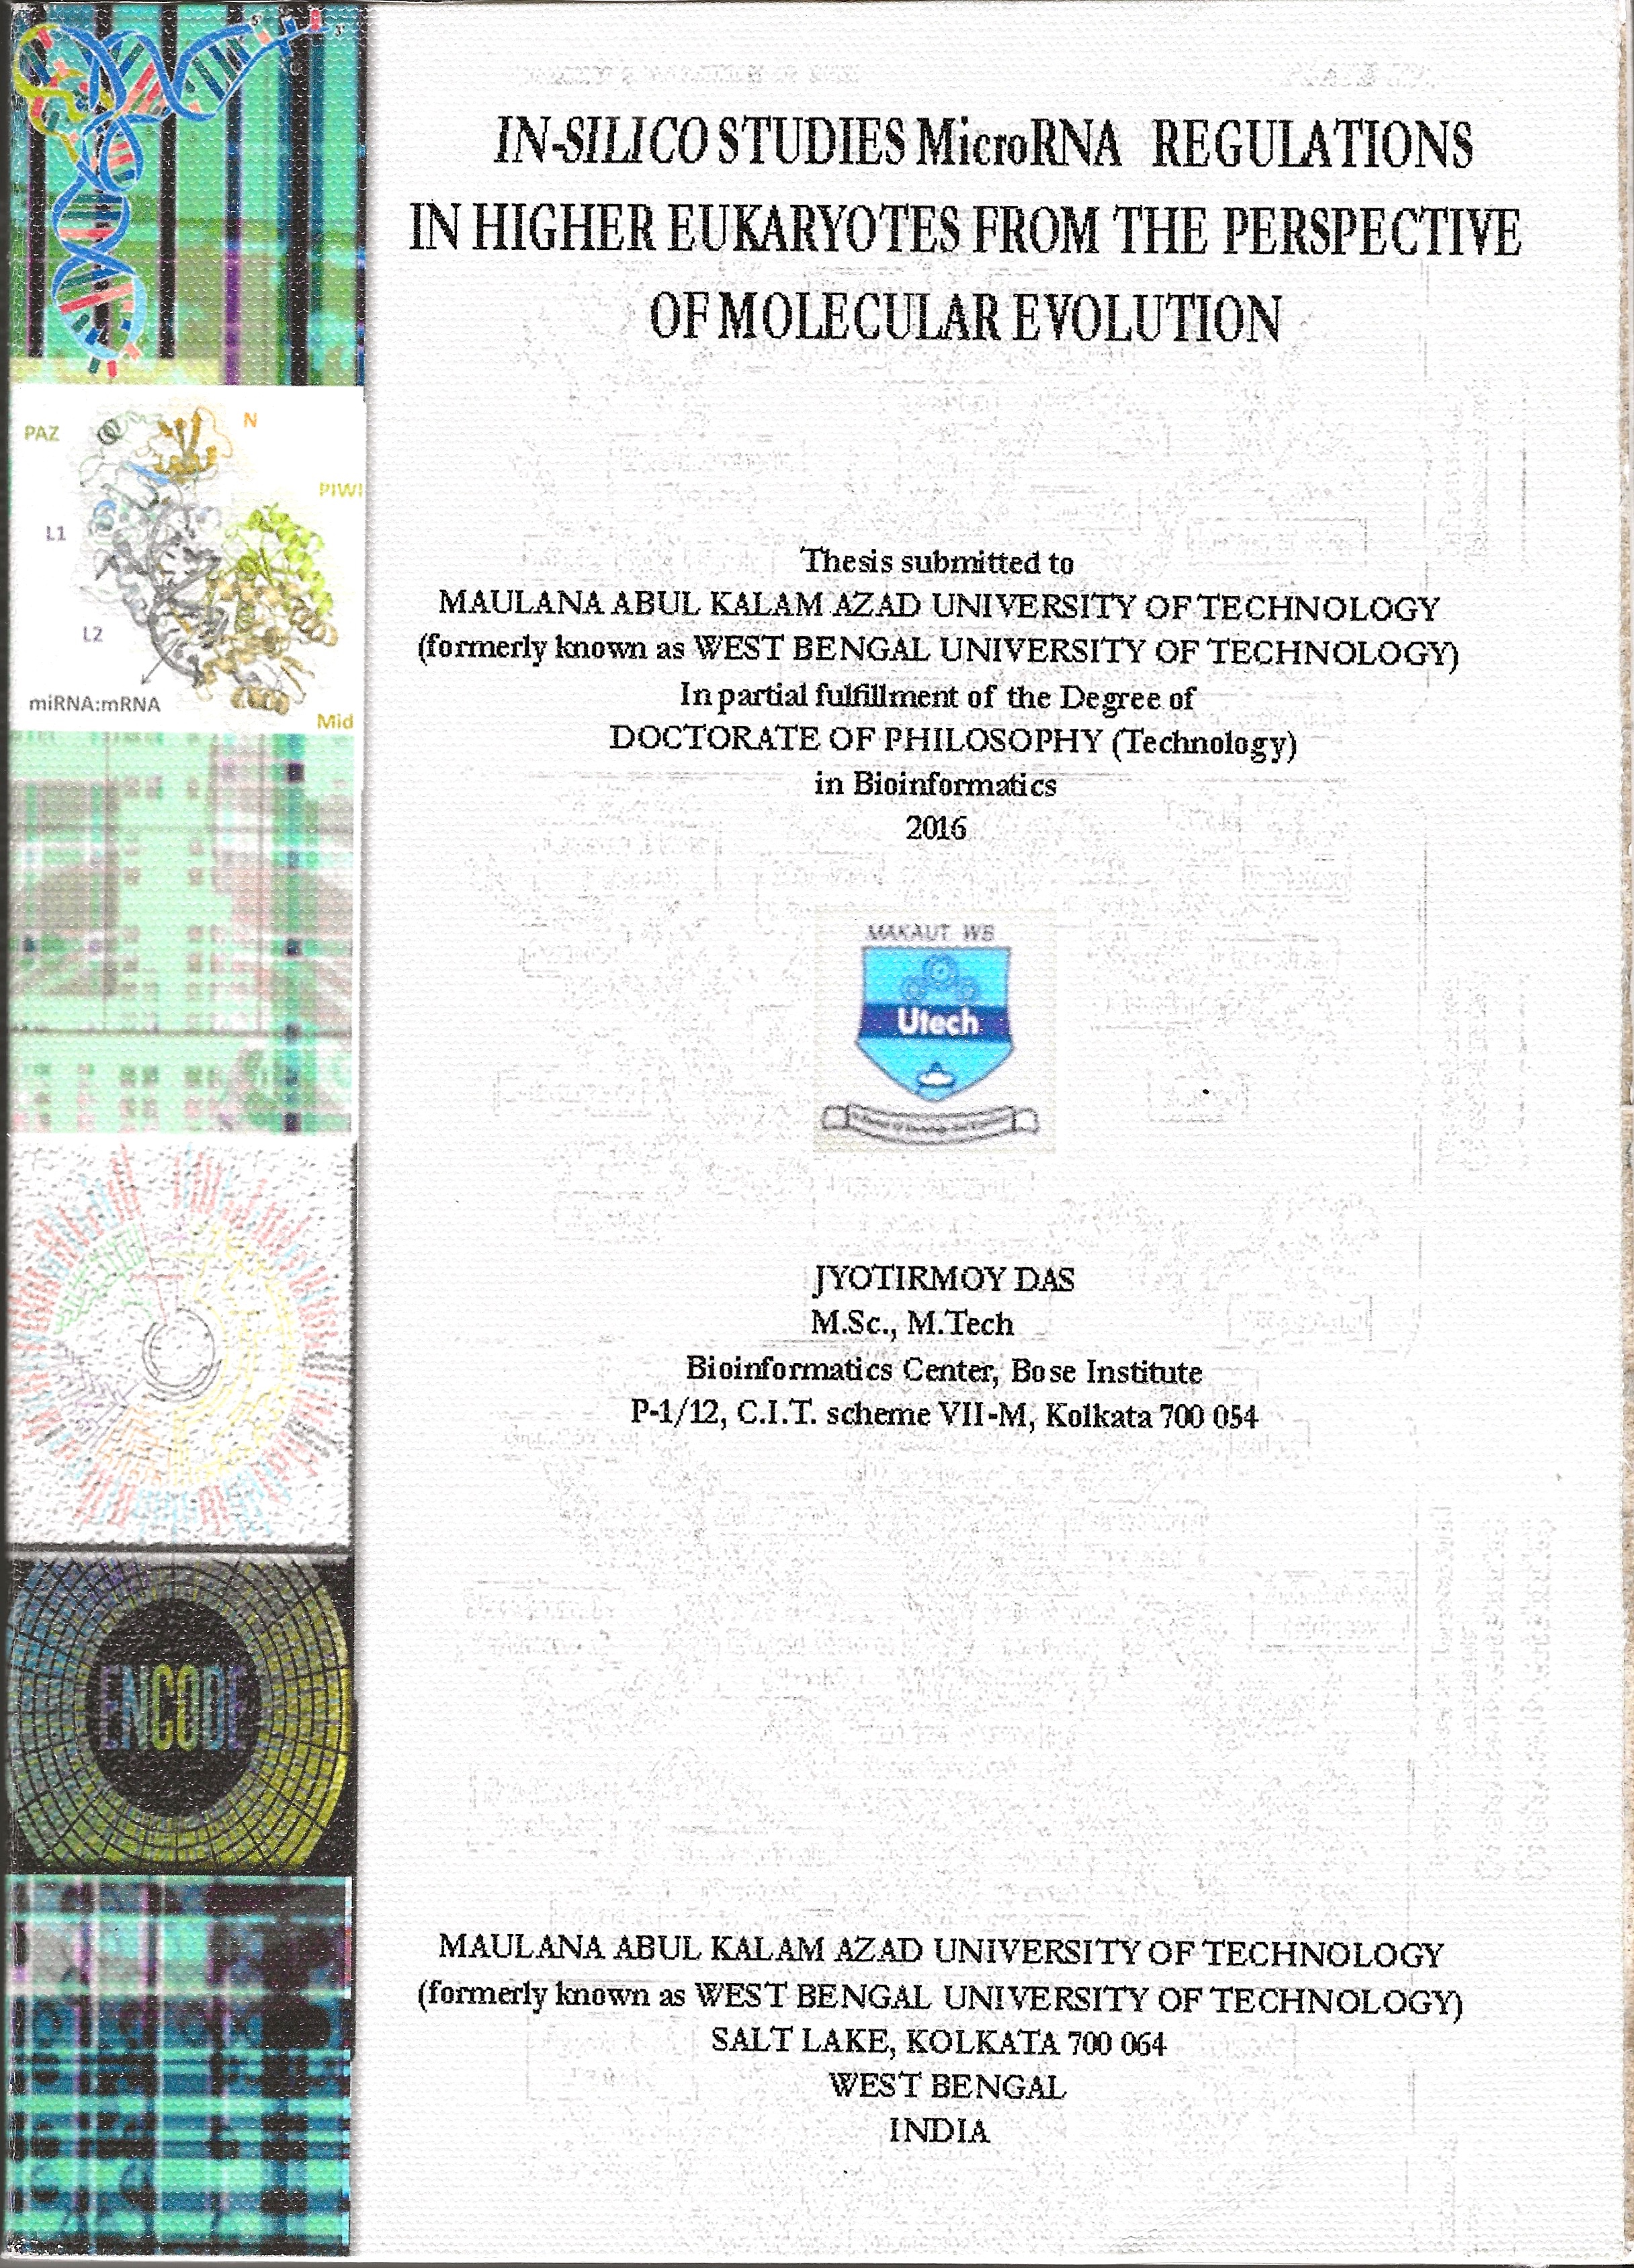 5'
3'
IN-SILICO STUDIES MicroRNA REGULATIONS
IN HIGHER EUKARYOTES FROM THE PERSPECTIVE
OF MOLECULAR EVOLUTION
PAZ
N
PIWI
L1
L2
miRNA:mRNA
Mid
Thesis submitted to
MAULANA ABUL KALAM AZAD UNIVERSITY OF TECHNOLOGY
(formerly known as WEST BENGAL UNIVERSITY OF TECHNOLOGY)
In partial fulfillment of the Degree of
DOCTORATE OF PHILOSOPHY (Technology)
in Bioinformatics
2016
MAKAUT WB
Utech
JYOTIRMOY DAS
M.Sc., M.Tech
Bioinformatics Center, Bose Institute
P-1/12, C.I.T. scheme VII-M, Kolkata 700 054
ENCODE
MAULANA ABUL KALAM AZAD UNIVERSITY OF TECHNOLOGY
(formerly known as WEST BENGAL UNIVERSITY OF TECHNOLOGY)
SALT LAKE, KOLKATA 700 064
WEST BENGAL
INDIA